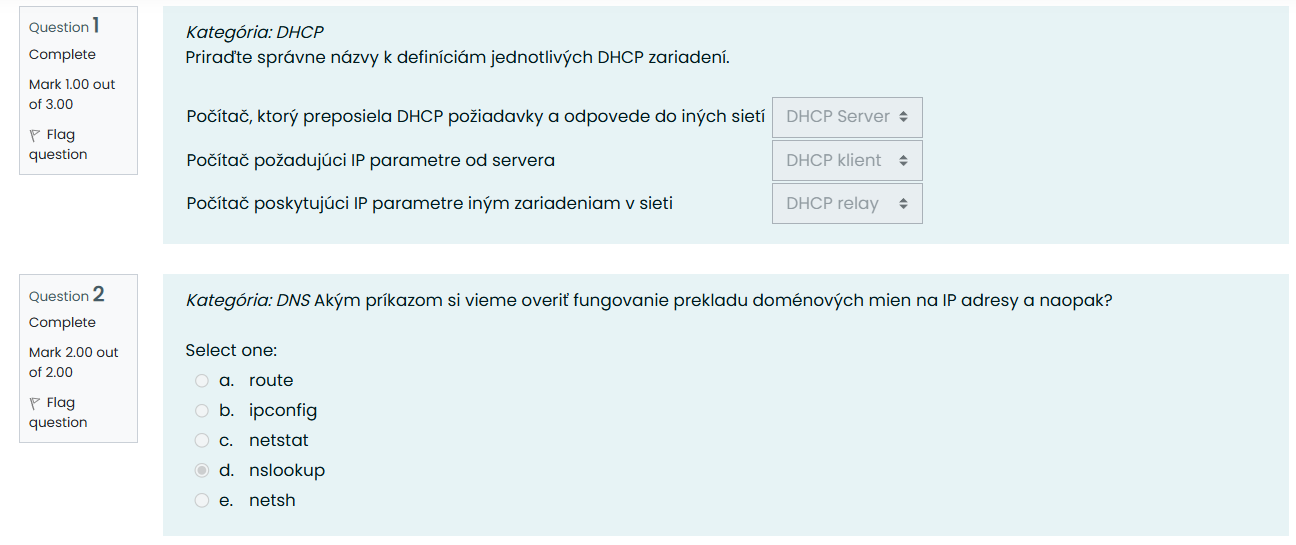 Question 1
Complete
Mark 1.00 out
of 3.00
Flag
question
Kategória: DHCP
Priraďte správne názvy k definíciám jednotlivých DHCP zariadení.
Počítač, ktorý preposiela DHCP požiadavky a odpovede do iných sietí DHCP Server
Počítač požadujúci IP parametre od servera DHCP klient
Počítač poskytujúci IP parametre iným zariadeniam v sieti DHCP relay
Question 2
Complete
Mark 2.00 out
of 2.00
Flag
question
Kategória: DNS Akým príkazom si vieme overiť fungovanie prekladu doménových mien na IP adresy a naopak?
Select one:
a. route
b. ipconfig
c. netstat
d. nslookup
e. netsh